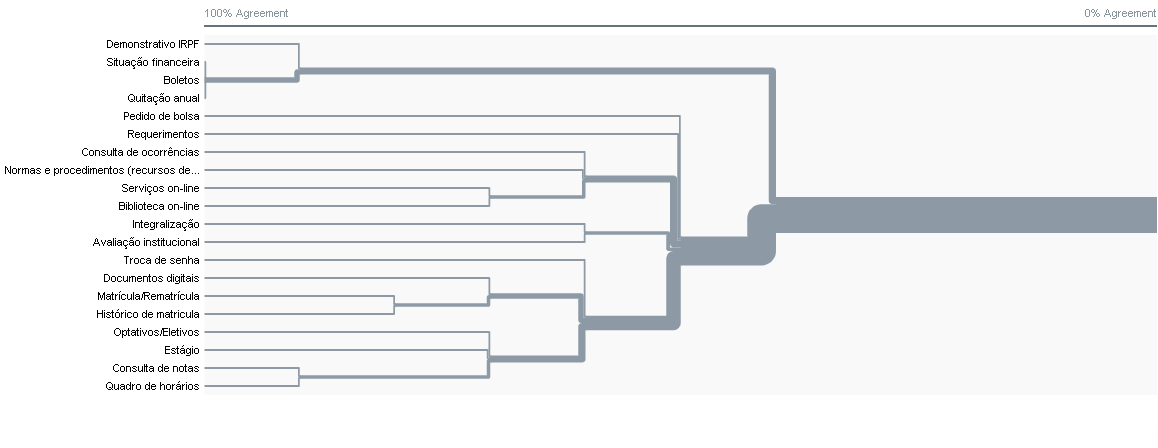 100% Agreement
0% Agreement
Demonstrativo IRPF
Situação financeira
Boletos
Quitação anual
Pedido de bolsa
Requerimentos
Consulta de ocorrências
Normas e procedimentos (recursos de...
Serviços on-line
Biblioteca on-line
Integralização
Avaliação institucional
Troca de senha
Documentos digitais
Matrícula/Rematrícula
Histórico de matricula
Optativos/Eletivos
Estágio
Consulta de notas
Quadro de horários